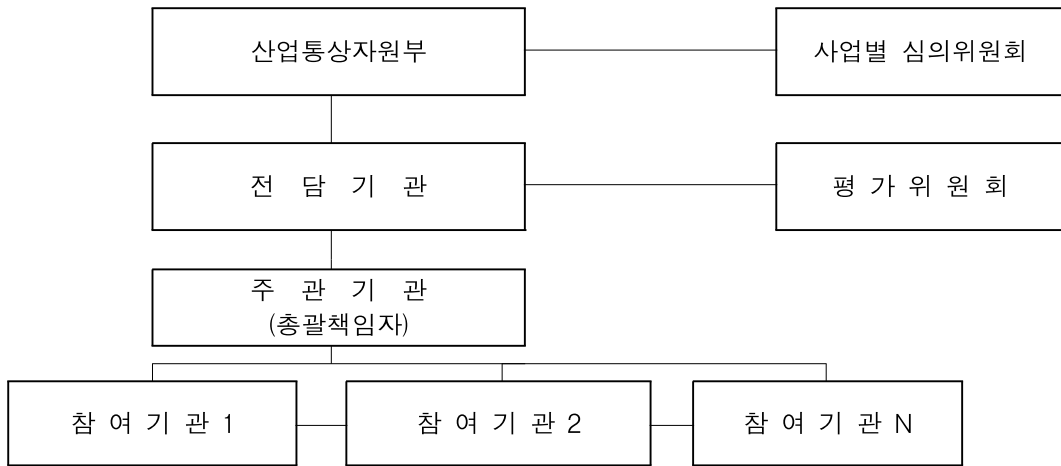 산업통상자원부
사업별 심의위원회
전 담 기 관
평 가 위 원 회
주 관 기 관
(총괄책임자)
참 여 기 관 1
참 여 기 관 2
참 여 기 관 N